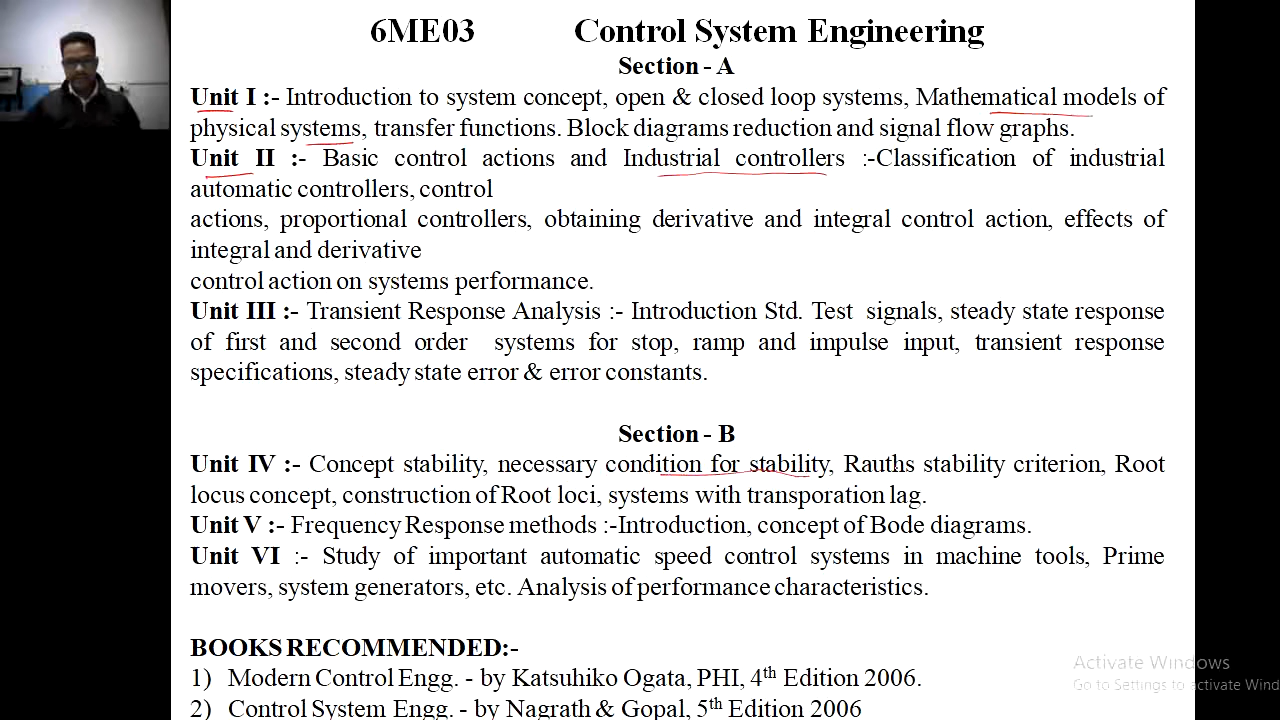 6ME03 Control System Engineering
Section - A
Unit I :- Introduction to system concept, open & closed loop systems, Mathematical models of
physical systems, transfer functions. Block diagrams reduction and signal flow graphs.
Unit II :- Basic control actions and Industrial controllers :-Classification of industrial
automatic controllers, control
actions, proportional controllers, obtaining derivative and integral control action, effects of
integral and derivative
control action on systems performance.
Unit III :- Transient Response Analysis :- Introduction Std. Test signals, steady state response
of first and second order systems for stop, ramp and impulse input, transient response
specifications, steady state error & error constants.
Section - B
Unit IV :- Concept stability, necessary condition for stability, Rauths stability criterion, Root
locus concept, construction of Root loci, systems with transporation lag.
Unit V :- Frequency Response methods :-Introduction, concept of Bode diagrams.
Unit VI :- Study of important automatic speed control systems in machine tools, Prime
movers, system generators, etc. Analysis of performance characteristics.
BOOKS RECOMMENDED:-
1) Modern Control Engg. - by Katsuhiko Ogata, PHI, 4th Edition 2006.
2) Control System Engg. - by Nagrath & Gopal, 5th Edition 2006
Activate Windows
Go to Settings to activate Wind